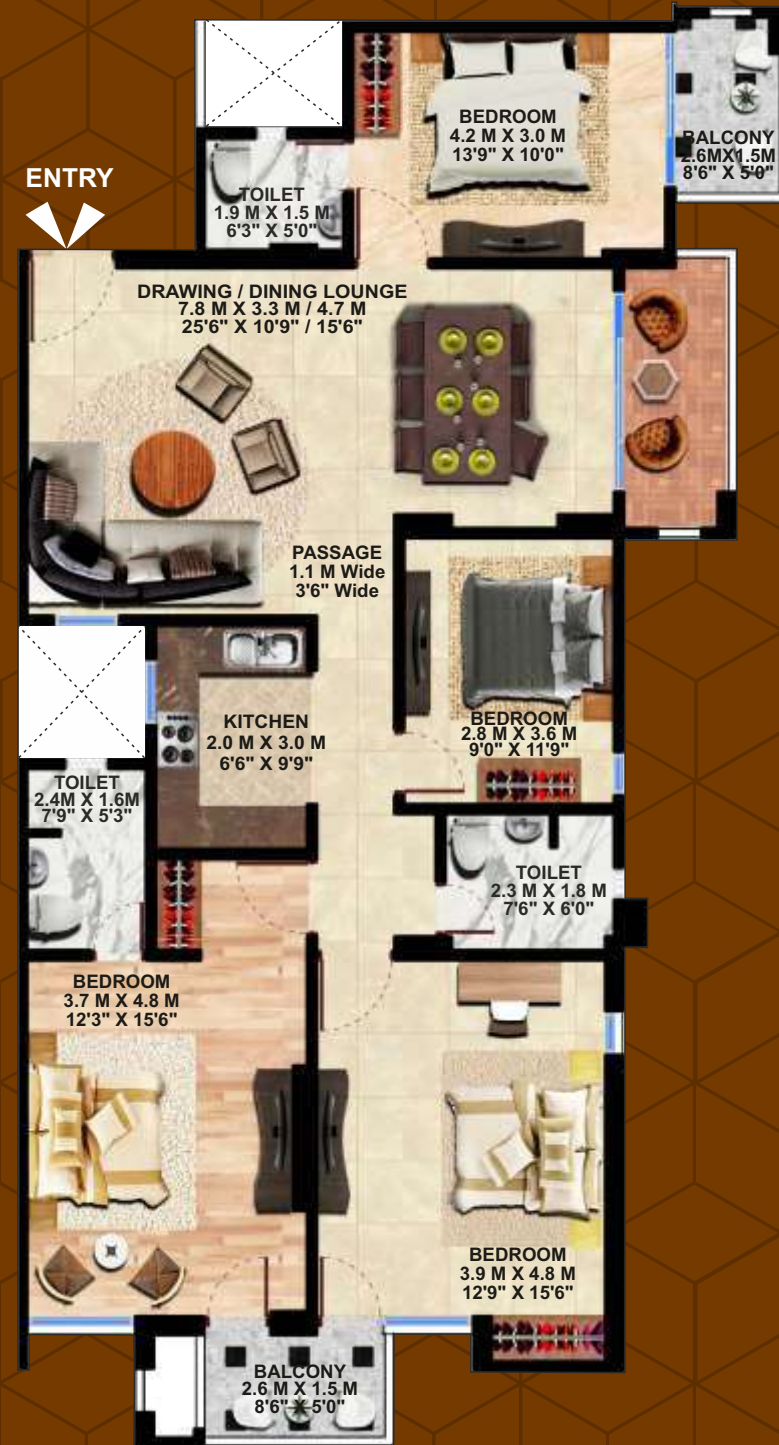 BEDROOM
4.2 M X 3.0 M
13'9" X 10'0"
BALCONY
2.6MX1.5M
8'6" X 5'0"
ENTRY
TOILET
1.9 M X 1.5 M
6'3" X 5'0"
DRAWING / DINING LOUNGE
7.8 M X 3.3 M / 4.7 M
25'6" X 10'9" / 15'6"
PASSAGE
1.1 M Wide
3'6" Wide
KITCHEN
2.0 M X 3.0 M
6'6" X 9'9"
BEDROOM
2.8 M X 3.6 M
9'0" X 11'9"
TOILET
2.4M X 1.6M
7'9" X 5'3"
TOILET
2.3 M X 1.8 M
7'6" X 6'0"
BEDROOM
3.7 M X 4.8 M
12'3" X 15'6"
BEDROOM
3.9 M X 4.8 M
12'9" X 15'6"
BALCONY
2.6 M X 1.5 M
8'6" X 5'0"